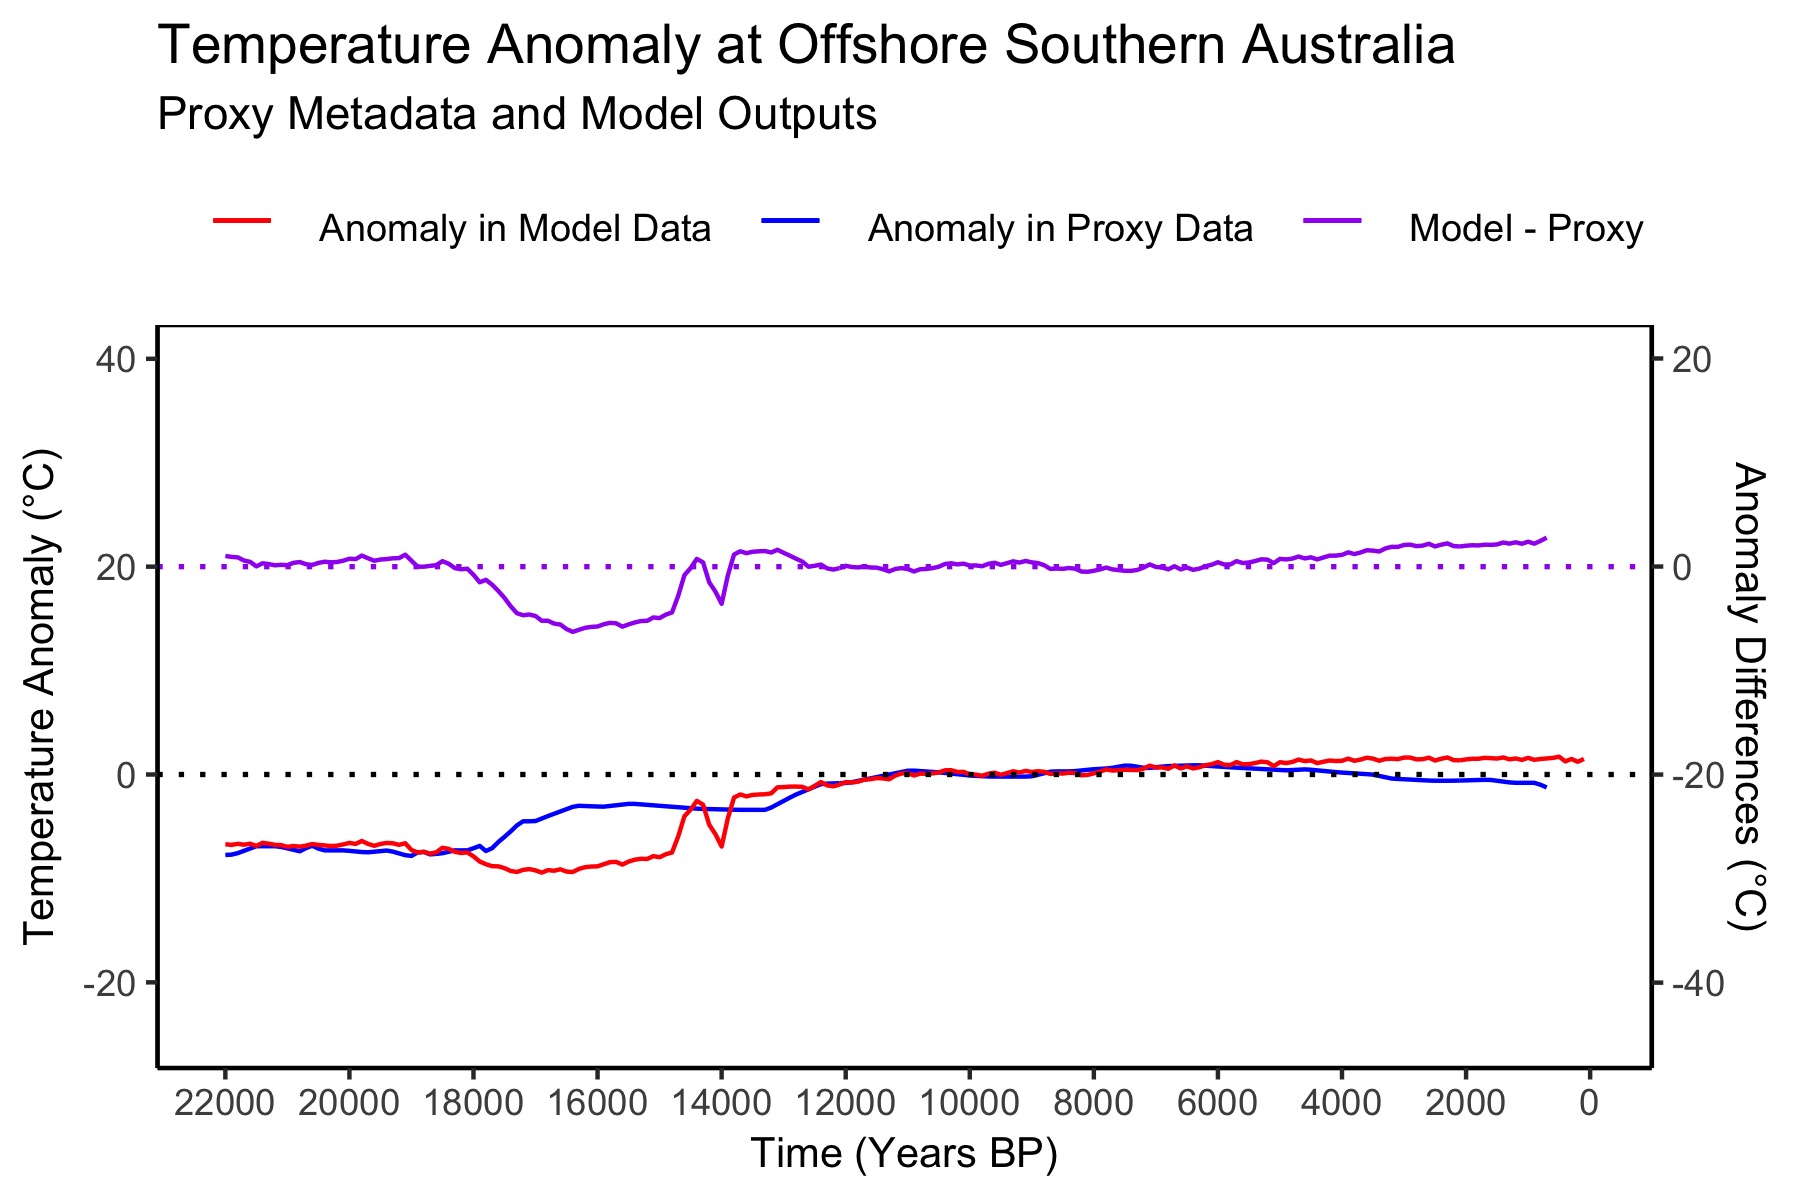 Temperature Anomaly at Offshore Southern Australia
Proxy Metadata and Model Outputs
Anomaly in Model Data Anomaly in Proxy Data Model - Proxy
Temperature Anomaly (°C)
40
20
0
-20
20
0
-20
-40
Anomaly Differences (°C)
22000 20000 18000 16000 14000 12000 10000 8000 6000 4000 2000 0
Time (Years BP)